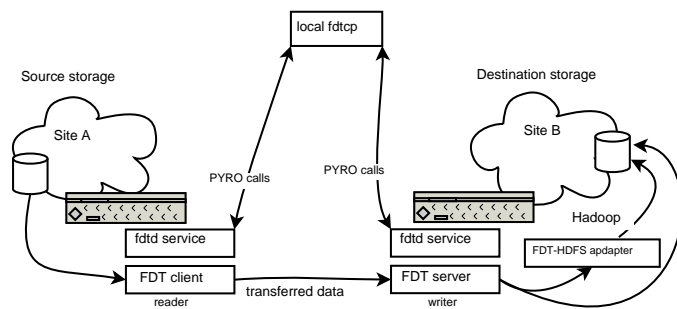 local fdtcp
Source storage
Destination storage
Site A
Site B
PYRO calls
PYRO calls
Hadoop
fdtd service
fdtd service
FDT-HDFS apdapter
FDT client
FDT server
transferred data
reader
writer